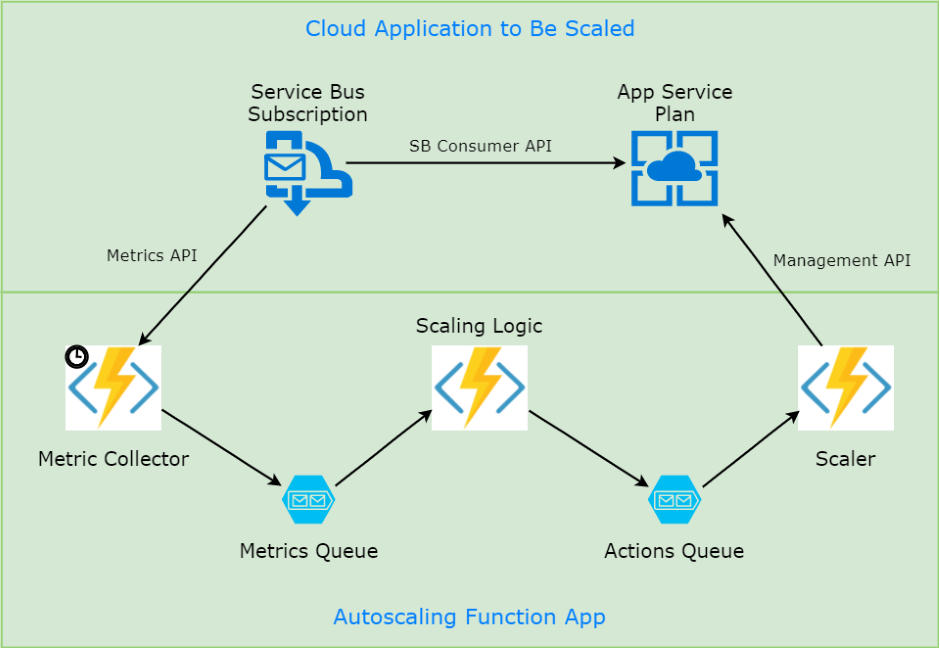 Cloud Application to Be Scaled
Service Bus
Subscription
App Service
Plan
SB Consumer API
Metrics API
Management API
Scaling Logic
Metric Collector
Scaler
Metrics Queue
Actions Queue
Autoscaling Function App